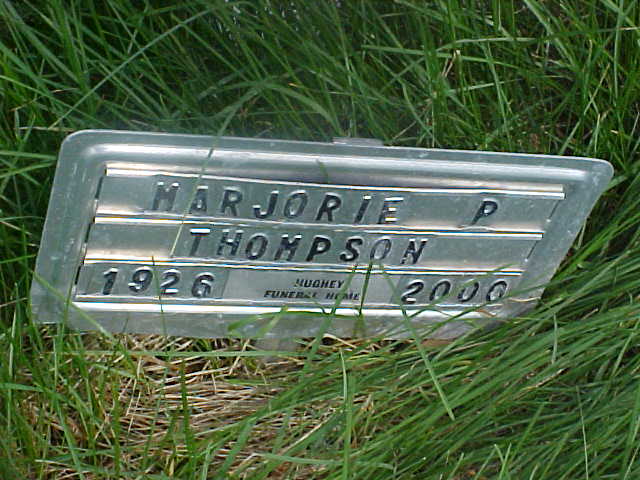 MARJORIE P
THOMPSON
1926 HUGHEY 2000
FUNERAL HOME